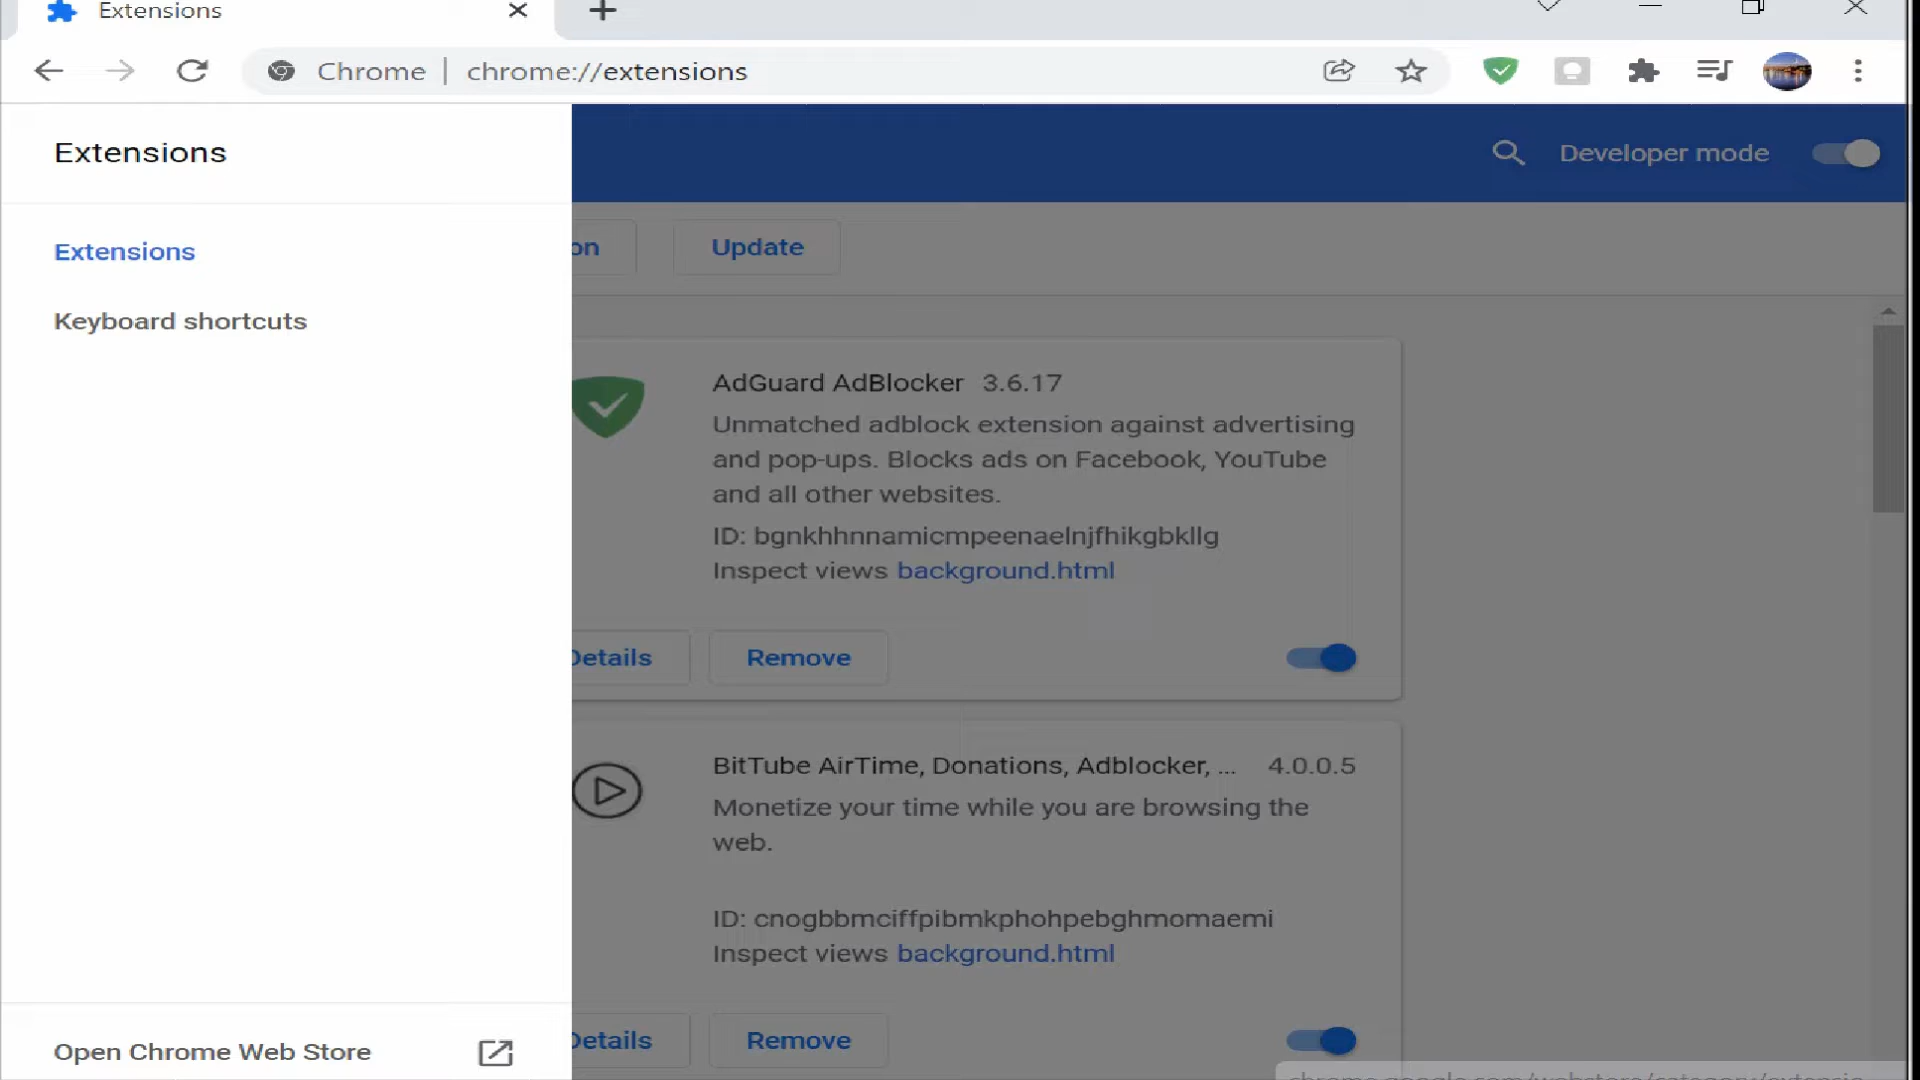 Extensions
Chrome
chrome://extensions
Extensions
Developer mode
Extensions
on
Update
Keyboard shortcuts
AdGuard AdBlocker 3.6.17
Unmatched adblock extension against advertising
and pop-ups. Blocks ads on Facebook, YouTube
and all other websites.
ID: bgnkhhnnamicmpeenaelnjfhikgbkllg
Inspect views background.html
Details
Remove
BitTube AirTime, Donations, Adblocker, ... 4.0.0.5
Monetize your time while you are browsing the
web.
ID: cnogbbmciffpibmkphohpebghmomaemi
Inspect views background.html
Details
Remove
Open Chrome Web Store